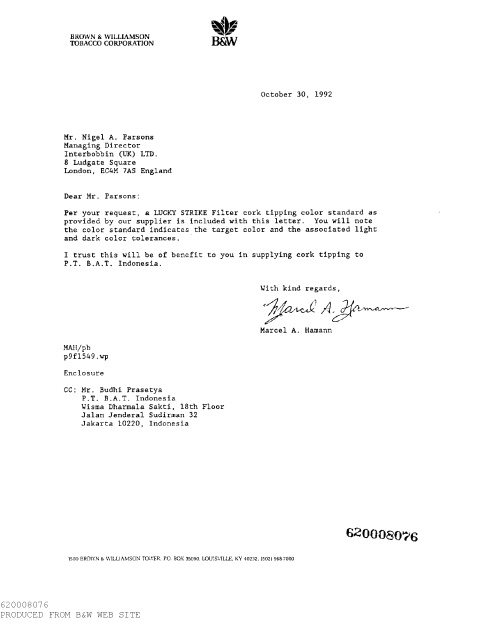 BROWN & WILLIAMSON
TOBACCO CORPORATION
B&W
October 30, 1992
Mr. Nigel A. Parsons
Managing Director
Interbobbin (UK) LTD.
8 Ludgate Square
London, EC4M 7AS England
Dear Mr. Parsons:
Per your request, a LUCKY STRIKE Filter cork tipping color standard as
provided by our supplier is included with this letter. You will note
the color standard indicates the target color and the associated light
and dark color tolerances.
I trust this will be of benefit to you in supplying cork tipping to
P.T. B.A.T. Indonesia.
With kind regards,
Marcel A. Hamann
Marcel A. Hamann
MAH/pb
p9f1549.wp
Enclosure
CC: Mr. Budhi Prasetya
P.T. B.A.T. Indonesia
Wisma Dharmala Sakti, 18th Floor
Jalan Jenderal Sudirman 32
Jakarta 10220, Indonesia
620008076
1500 BROWN & WILLIAMSON TOWER, P.O. BOX 35090, LOUISVILLE, KY 40232, (502) 568-7000
620008076
PRODUCED FROM B&W WEB SITE